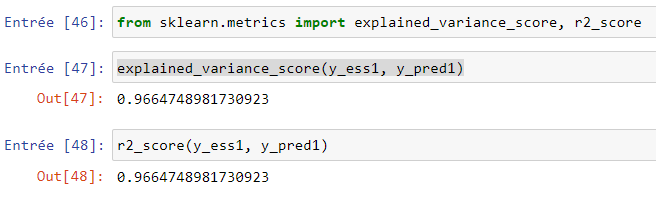 Entrée [46]: from sklearn.metrics import explained_variance_score, r2_score
Entrée [47]: explained_variance_score(y_ess1, y_pred1)
Out[47]: 0.9664748981730923
Entrée [48]: r2_score(y_ess1, y_pred1)
Out[48]: 0.9664748981730923